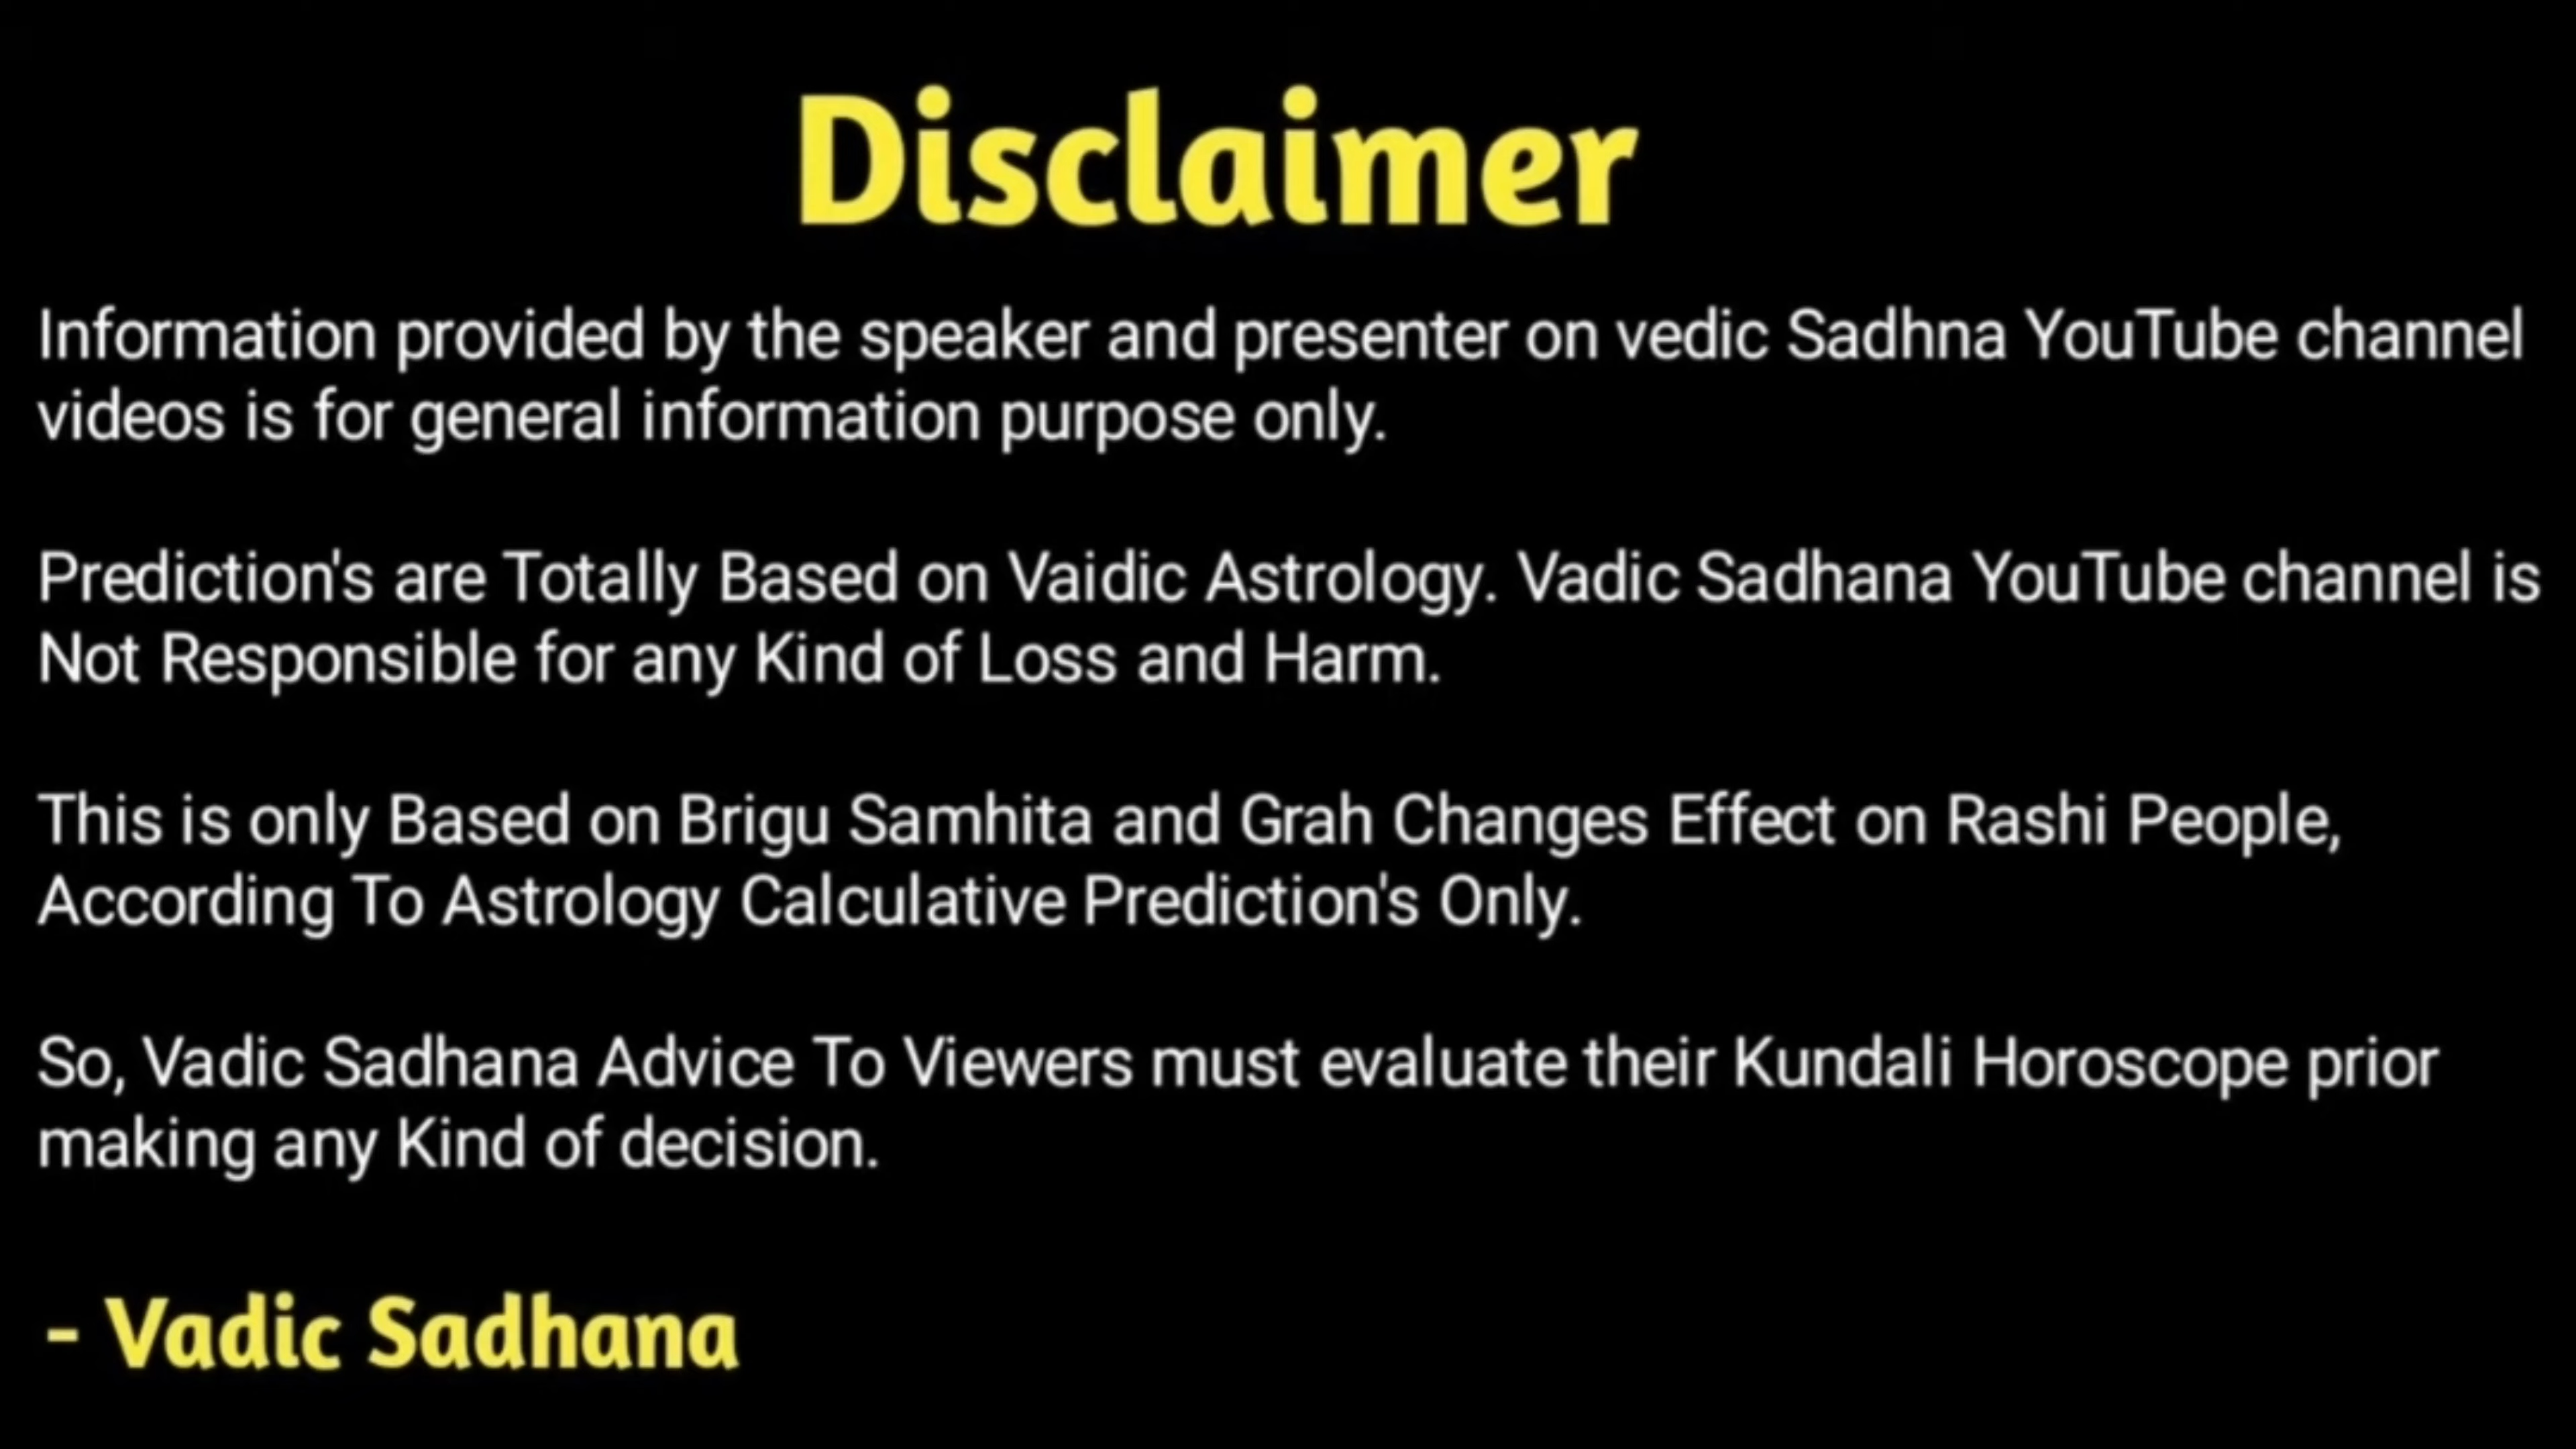 Disclaimer
Information provided by the speaker and presenter on vedic Sadhna YouTube channel
videos is for general information purpose only.
Prediction's are Totally Based on Vaidic Astrology. Vadic Sadhana YouTube channel is
Not Responsible for any Kind of Loss and Harm.
This is only Based on Brigu Samhita and Grah Changes Effect on Rashi People,
According To Astrology Calculative Prediction's Only.
So, Vadic Sadhana Advice To Viewers must evaluate their Kundali Horoscope prior
making any Kind of decision.
- Vadic Sadhana